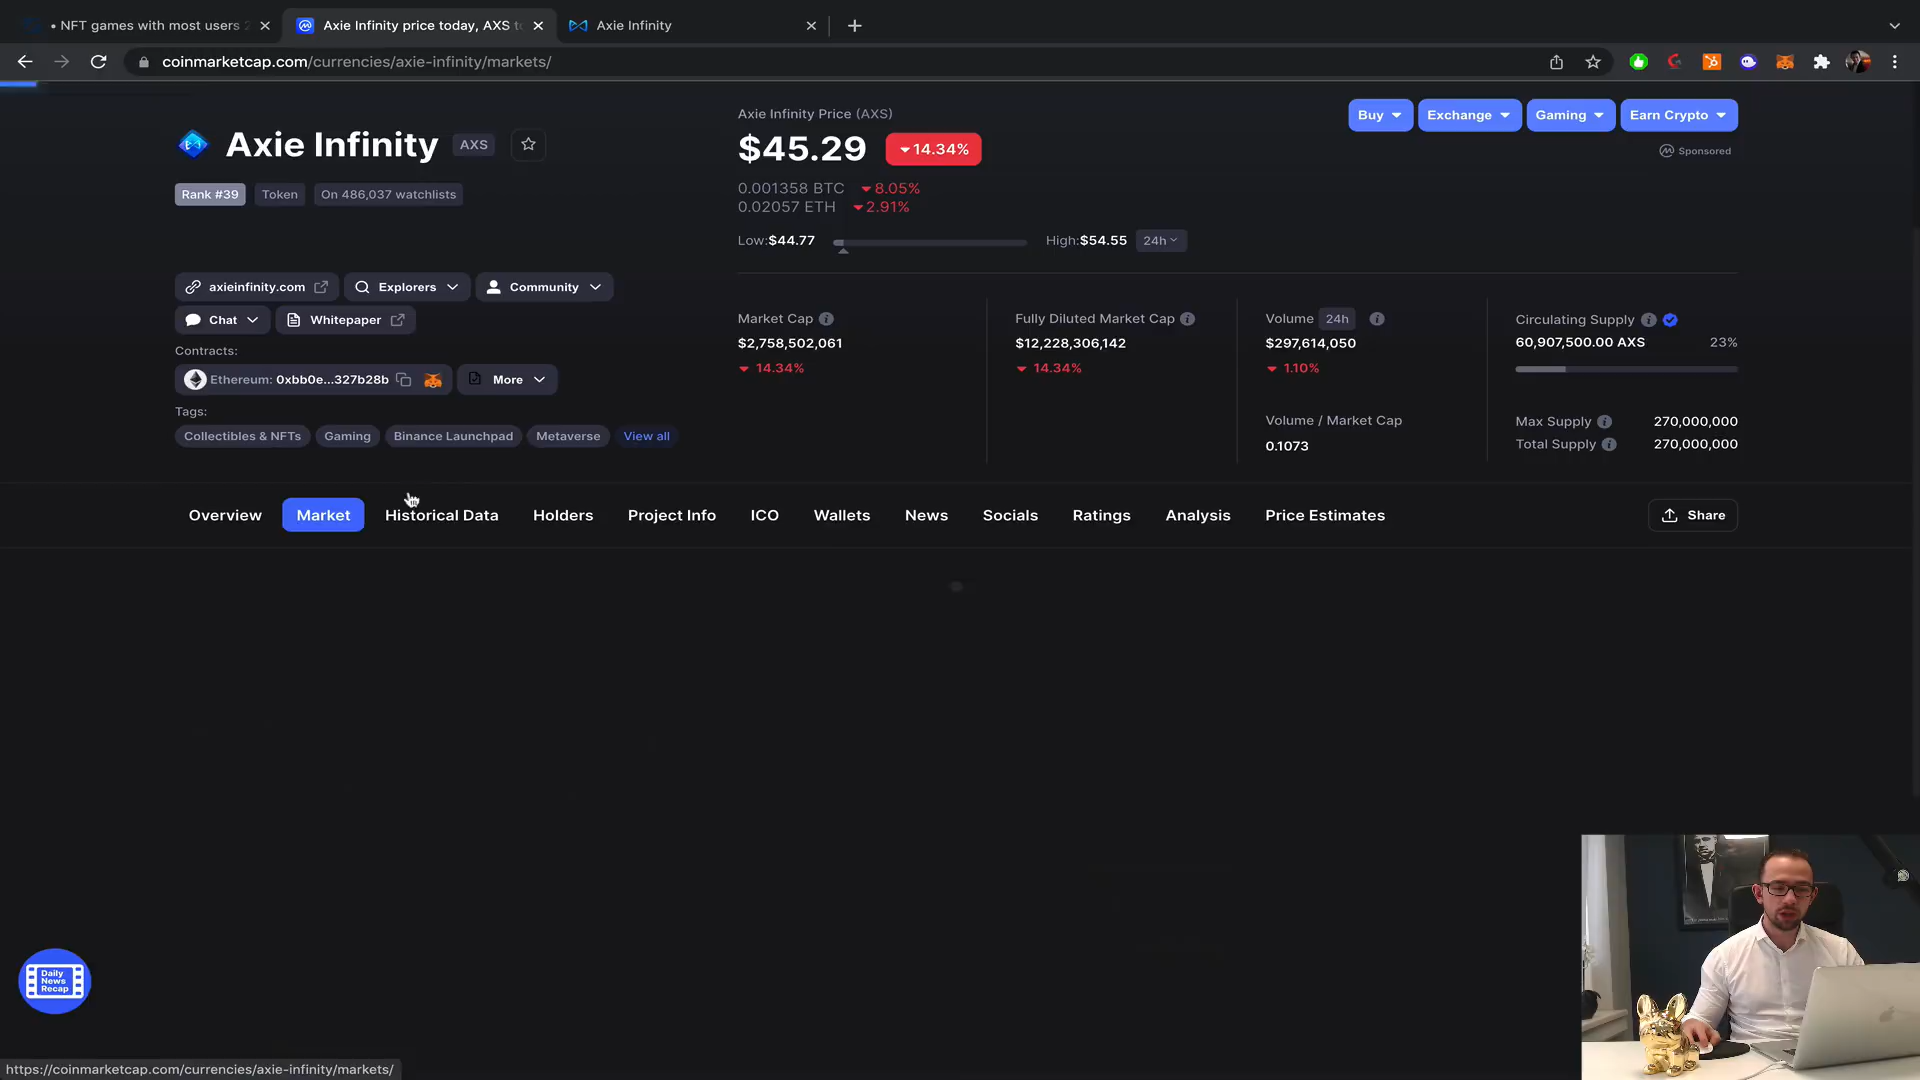 • NFT games with most users 2
Axie Infinity price today, AXS to
Axie Infinity
coinmarketcap.com/currencies/axie-infinity/markets/
Axie Infinity AXS
Rank #39 Token On 486,037 watchlists
axieinfinity.com Explorers Community
Chat Whitepaper
Contracts:
Ethereum: 0xbb0e...327b28b More
Tags:
Collectibles & NFTs Gaming Binance Launchpad Metaverse View all
Axie Infinity Price (AXS)
$45.29 14.34%
0.001358 BTC 8.05%
0.02057 ETH 2.91%
Low:$44.77 High:$54.55 24h
Buy Exchange Gaming Earn Crypto
Sponsored
Market Cap
$2,758,502,061
14.34%
Fully Diluted Market Cap
$12,228,306,142
14.34%
Volume 24h
$297,614,050
1.10%
Volume / Market Cap
0.1073
Circulating Supply
60,907,500.00 AXS 23%
Max Supply 270,000,000
Total Supply 270,000,000
Overview Market Historical Data Holders Project Info ICO Wallets News Socials Ratings Analysis Price Estimates Share
Daily
News
Recap
https://coinmarketcap.com/currencies/axie-infinity/markets/